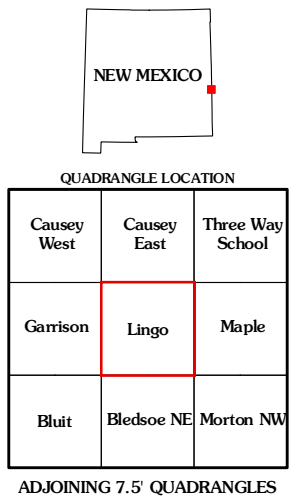 NEW MEXICO
QUADRANGLE LOCATION
Causey
West
Causey
East
Three Way
School
Garrison
Lingo
Maple
Bluit
Bledsoe NE
Morton NW
ADJOINING 7.5' QUADRANGLES